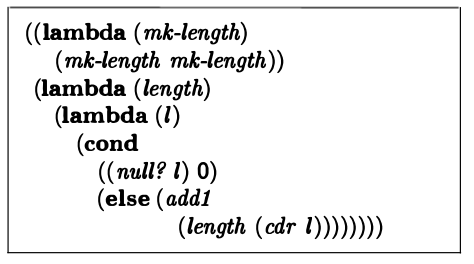 ((lambda (mk-length)
(mk-length mk-length))
(lambda (length)
(lambda (l)
(cond
((null? l) 0)
(else (add1
(length (cdr l))))))))